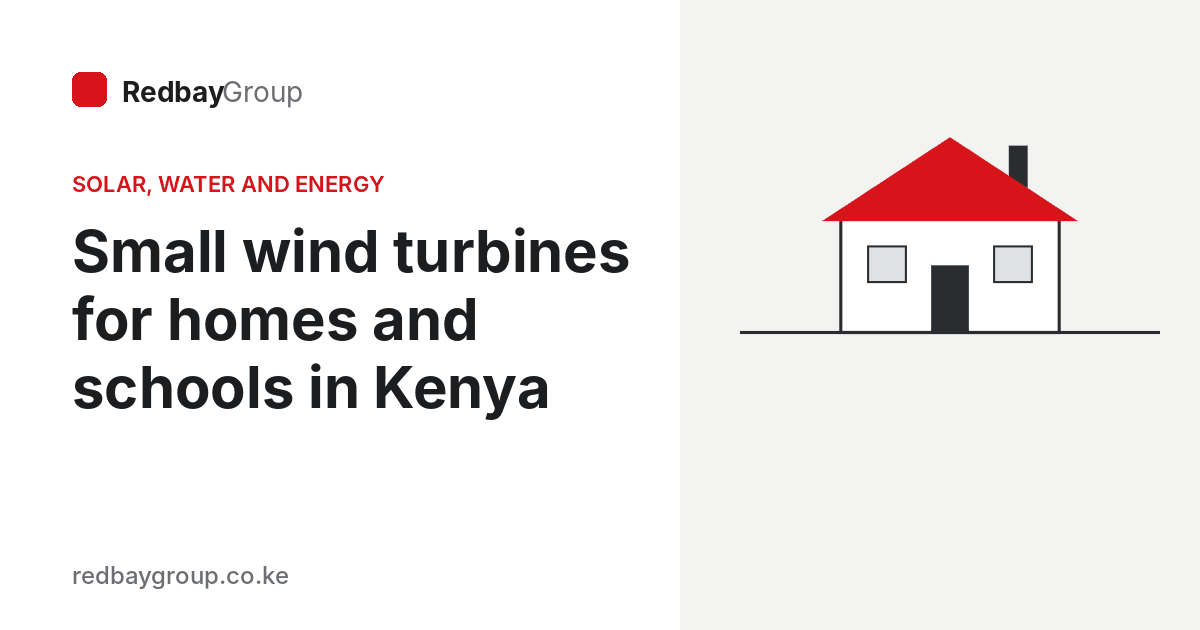 RedbayGroup
SOLAR, WATER AND ENERGY
Small wind turbines
for homes and
schools in Kenya
redbaygroup.co.ke